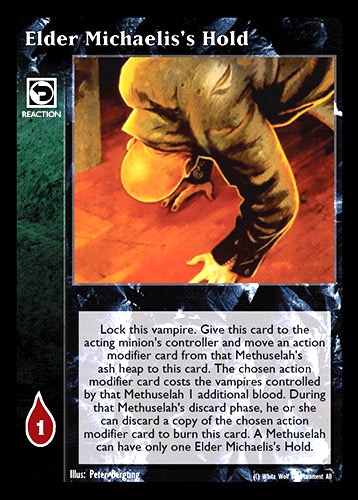 Elder Michaelis's Hold
REACTION
Lock this vampire. Give this card to the
acting minion's controller and move an action
modifier card from that Methuselah's
ash heap to this card. The chosen action
modifier card costs the vampires controlled
by that Methuselah 1 additional blood. During
that Methuselah's discard phase, he or she
can discard a copy of the chosen action
modifier card to burn this card. A Methuselah
can have only one Elder Michaelis's Hold.
1
Illus: Peter Bergting
(C) White Wolf Entertainment AB